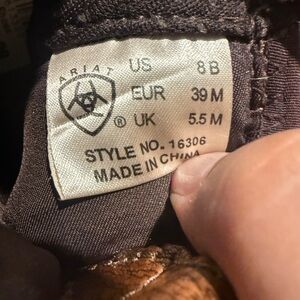 ARIAT
US 8 B
EUR 39 M
® UK 5.5 M
STYLE NO. 16306
MADE IN CHINA